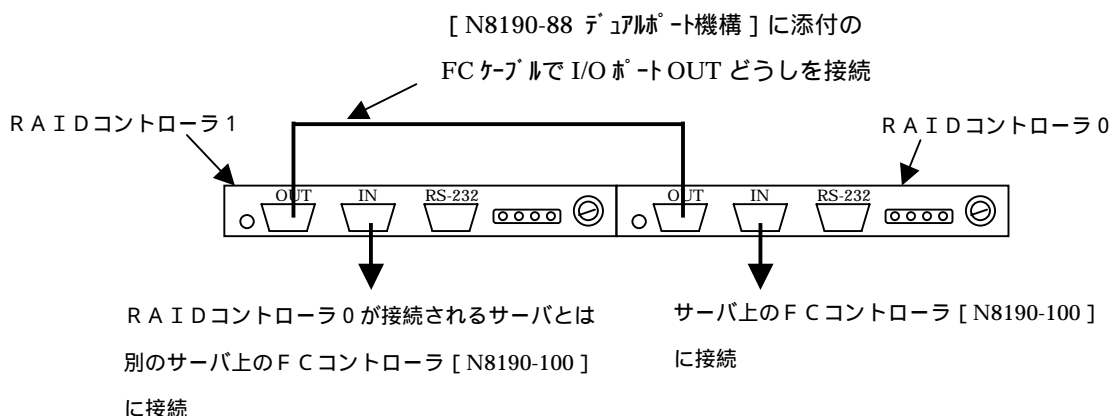 [ N8190-88 ﾃﾞｭｱﾙﾎﾟｰﾄ機構 ] に添付の
FC ｹｰﾌﾞﾙで I/O ﾎﾟｰﾄ OUT どうしを接続
ＲＡＩＤコントローラ 1
ＲＡＩＤコントローラ 0
OUT IN RS-232 OUT IN RS-232
ＲＡＩＤコントローラ 0 が接続されるサーバとは
別のサーバ上のＦＣコントローラ [ N8190-100 ]
に接続
サーバ上のＦＣコントローラ [ N8190-100 ]
に接続